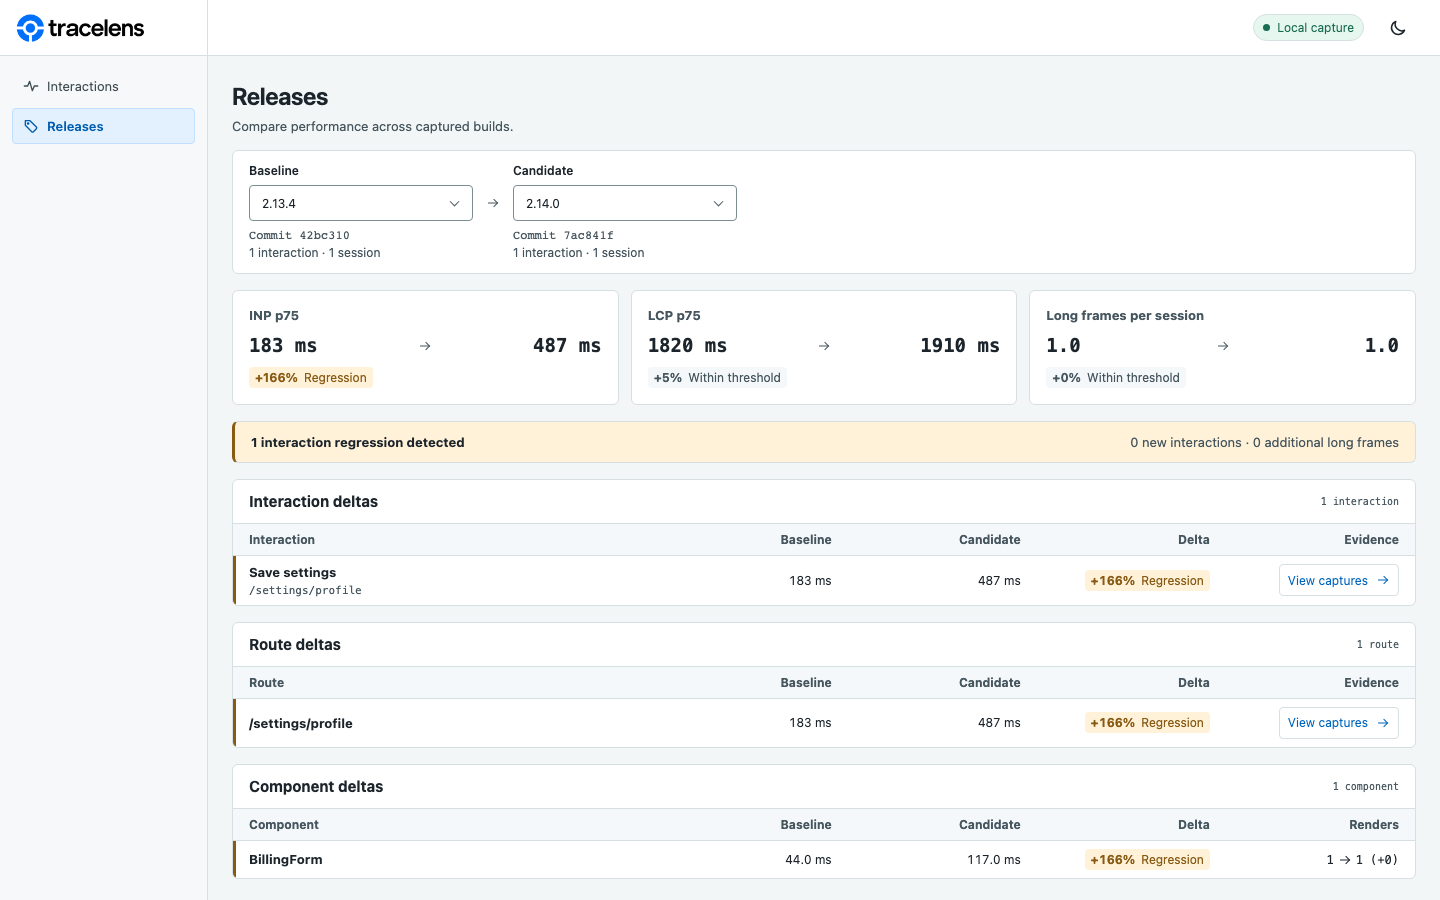 tracelens
Local capture
Interactions
Releases
Releases
Compare performance across captured builds.
Baseline
2.13.4
Commit 42bc310
1 interaction · 1 session
→
Candidate
2.14.0
Commit 7ac841f
1 interaction · 1 session
INP p75
183 ms → 487 ms
+166% Regression
LCP p75
1820 ms → 1910 ms
+5% Within threshold
Long frames per session
1.0 → 1.0
+0% Within threshold
1 interaction regression detected 0 new interactions · 0 additional long frames
Interaction deltas 1 interaction
Interaction Baseline Candidate Delta Evidence
Save settings
/settings/profile
183 ms 487 ms +166% Regression View captures →
Route deltas 1 route
Route Baseline Candidate Delta Evidence
/settings/profile 183 ms 487 ms +166% Regression View captures →
Component deltas 1 component
Component Baseline Candidate Delta Renders
BillingForm 44.0 ms 117.0 ms +166% Regression 1 → 1 (+0)